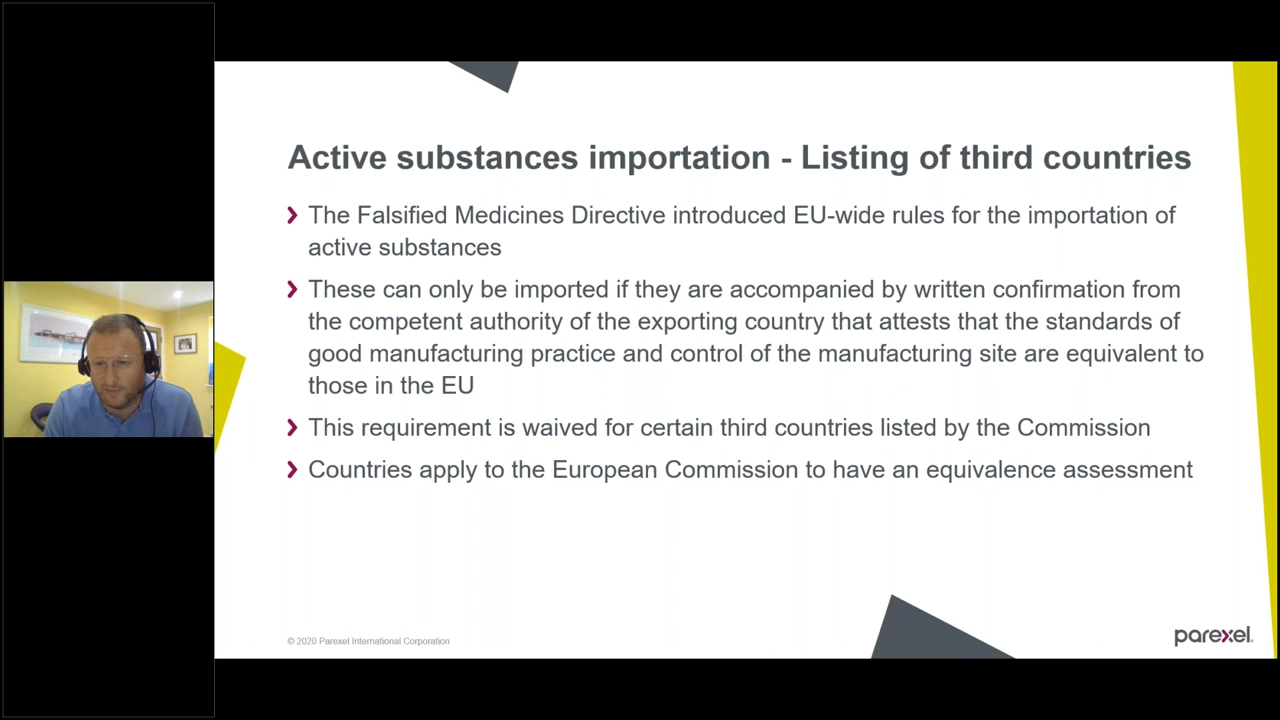 Active substances importation - Listing of third countries
The Falsified Medicines Directive introduced EU-wide rules for the importation of
active substances
These can only be imported if they are accompanied by written confirmation from
the competent authority of the exporting country that attests that the standards of
good manufacturing practice and control of the manufacturing site are equivalent to
those in the EU
This requirement is waived for certain third countries listed by the Commission
Countries apply to the European Commission to have an equivalence assessment
© 2020 Parexel International Corporation
parexel.